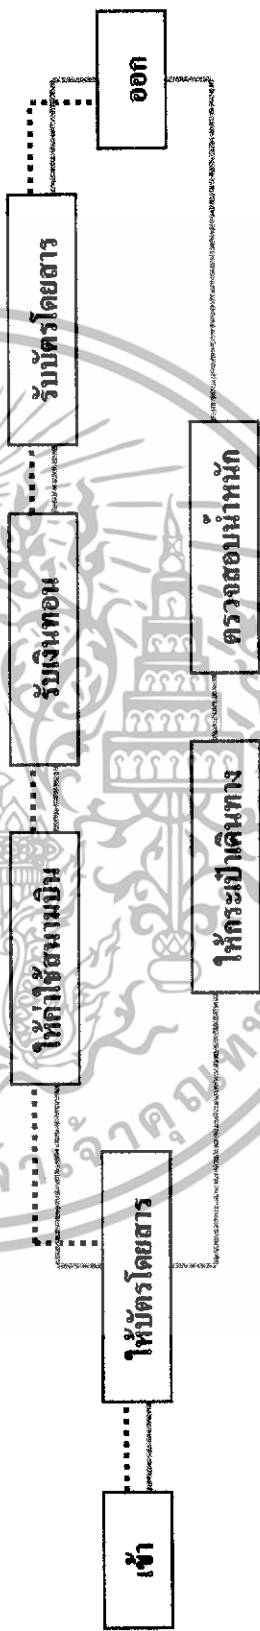 เข้า
ให้บัตรโดยสาร
ให้ค่าใช้สนามบิน
รับเงินทอน
รับบัตรโดยสาร
ให้กระเป๋าเดินทาง
ตรวจสอบน้ำหนัก
ออก